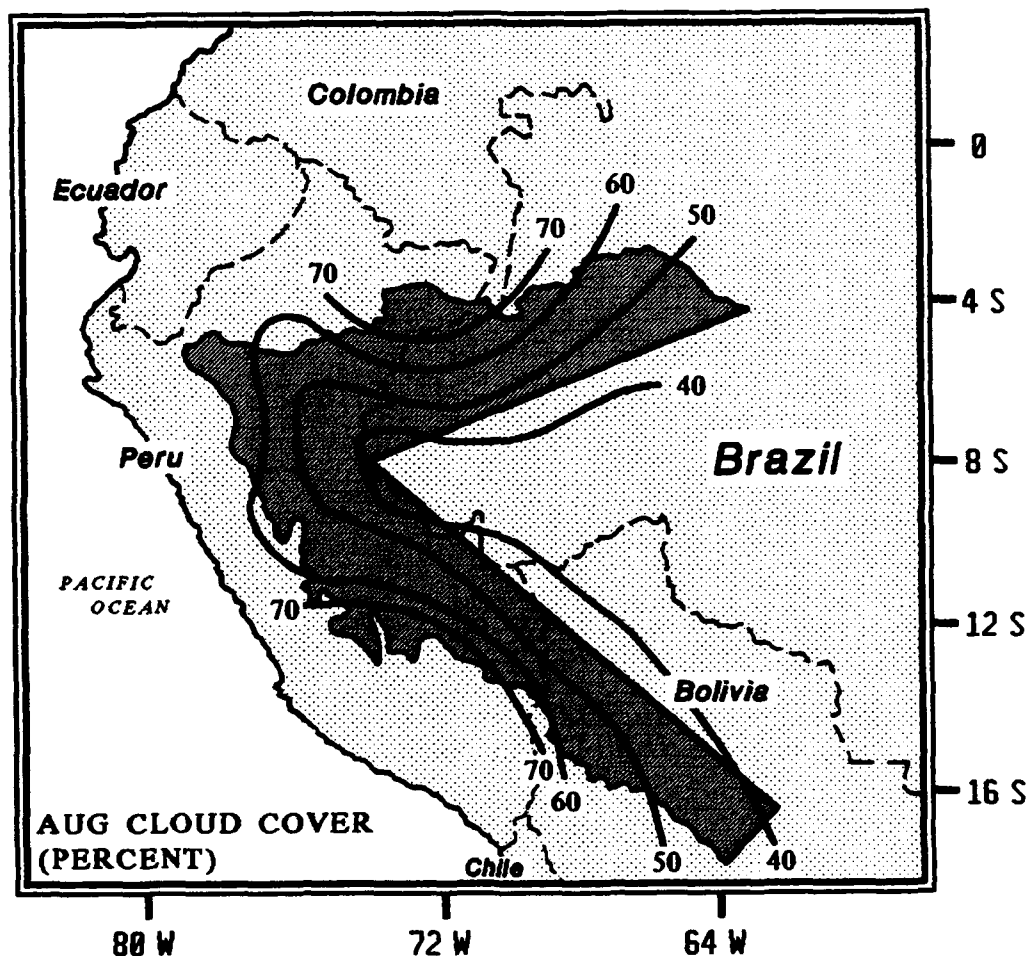 Colombia
0
Ecuador
60
50
70
70
4 S
40
Peru
Brazil
8 S
PACIFIC
OCEAN
70
12 S
Bolivia
70
60
16 S
AUG CLOUD COVER
(PERCENT)
Chile
50
40
80 W
72 W
64 W